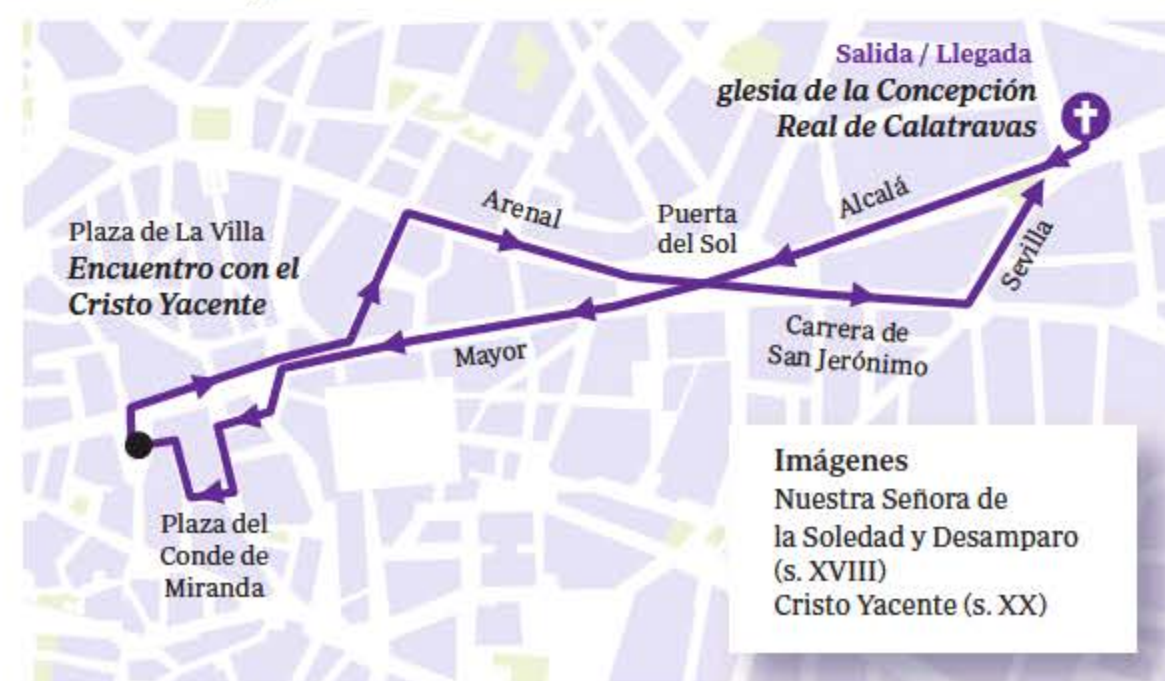 Salida / Llegada
glesia de la Concepción
Real de Calatravas
Arenal
Puerta
del Sol
Alcalá
Plaza de La Villa
Encuentro con el
Cristo Yacente
Sevilla
Mayor
Carrera de
San Jerónimo
Plaza del
Conde de
Miranda
Imágenes
Nuestra Señora de
la Soledad y Desamparo
(s. XVIII)
Cristo Yacente (s. XX)